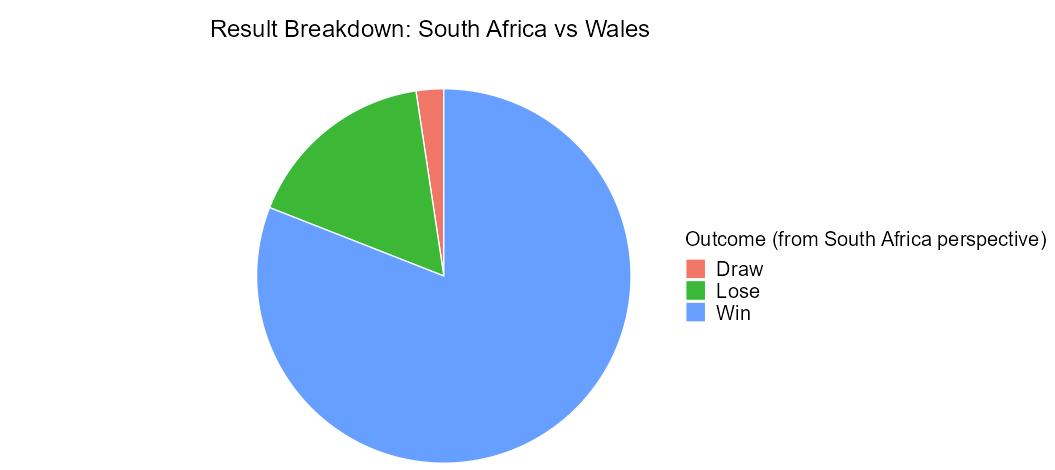 Result Breakdown: South Africa vs Wales
Outcome (from South Africa perspective)
Draw
Lose
Win